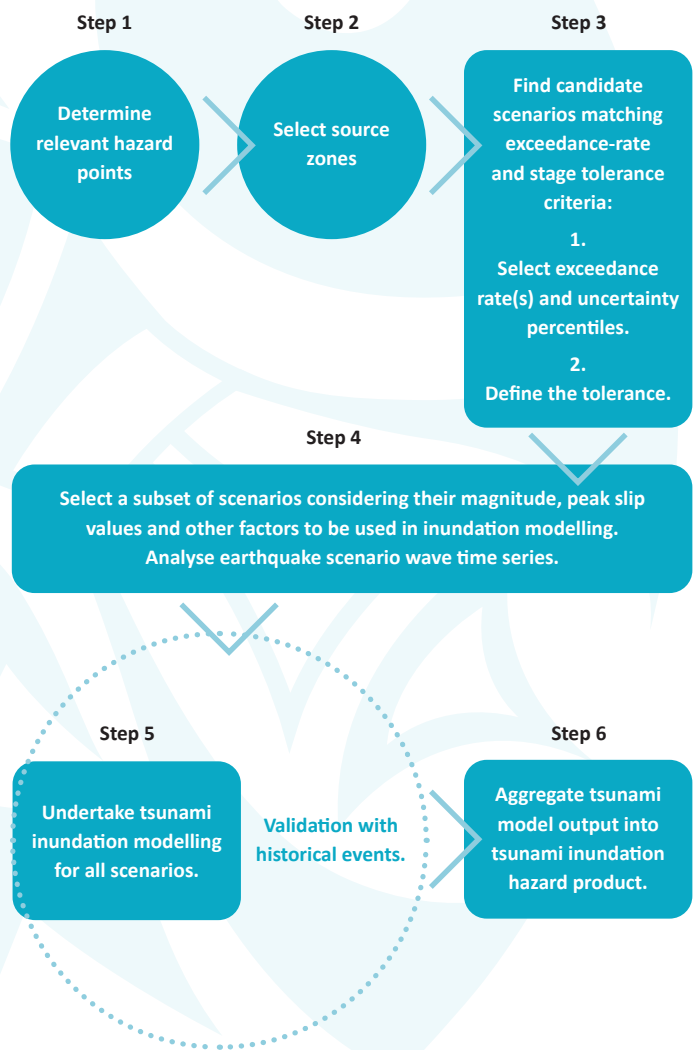 Step 1
Determine
relevant hazard
points
Step 2
Select source
zones
Step 3
Find candidate
scenarios matching
exceedance-rate
and stage tolerance
criteria:
1.
Select exceedance
rate(s) and uncertainty
percentiles.
2.
Define the tolerance.
Step 4
Select a subset of scenarios considering their magnitude, peak slip
values and other factors to be used in inundation modelling.
Analyse earthquake scenario wave time series.
Step 5
Undertake tsunami
inundation modelling
for all scenarios.
Validation with
historical events.
Step 6
Aggregate tsunami
model output into
tsunami inundation
hazard product.